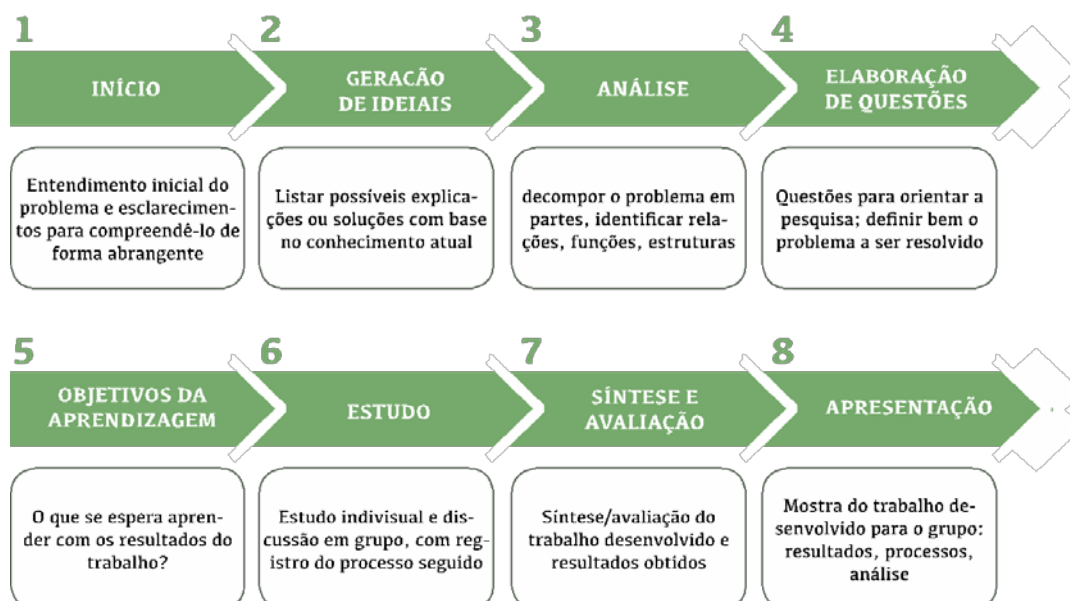 1
INÍCIO
Entendimento inicial do
problema e esclarecimen-
tos para compreendê-lo de
forma abrangente
2
GERACÃO
DE IDEIAIS
Listar possíveis explica-
ções ou soluções com base
no conhecimento atual
3
ANÁLISE
decompor o problema em
partes, identificar rela-
ções, funções, estruturas
4
ELABORAÇÃO
DE QUESTÕES
Questões para orientar a
pesquisa; definir bem o
problema a ser resolvido
5
OBJETIVOS DA
APRENDIZAGEM
O que se espera apren-
der com os resultados do
trabalho?
6
ESTUDO
Estudo indivisual e dis-
cussão em grupo, com reg-
istro do processo seguido
7
SÍNTESE E
AVALIAÇÃO
Síntese/avaliação do
trabalho desenvolvido e
resultados obtidos
8
APRESENTAÇÃO
Mostra do trabalho de-
senvolvido para o grupo:
resultados, processos,
análise